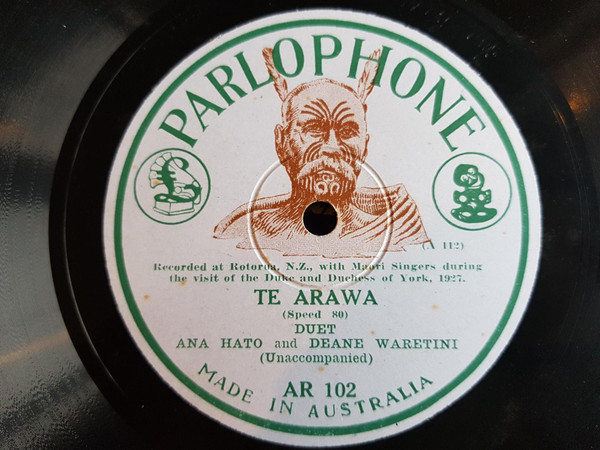 PARLOPHONE
(A 112)
Recorded at Rotorua, N.Z., with Maori Singers during
the visit of the Duke and Duchess of York, 1927.
TE ARAWA
(Speed 80)
DUET
ANA HATO and DEANE WARETINI
(Unaccompanied)
AR 102
MADE IN AUSTRALIA